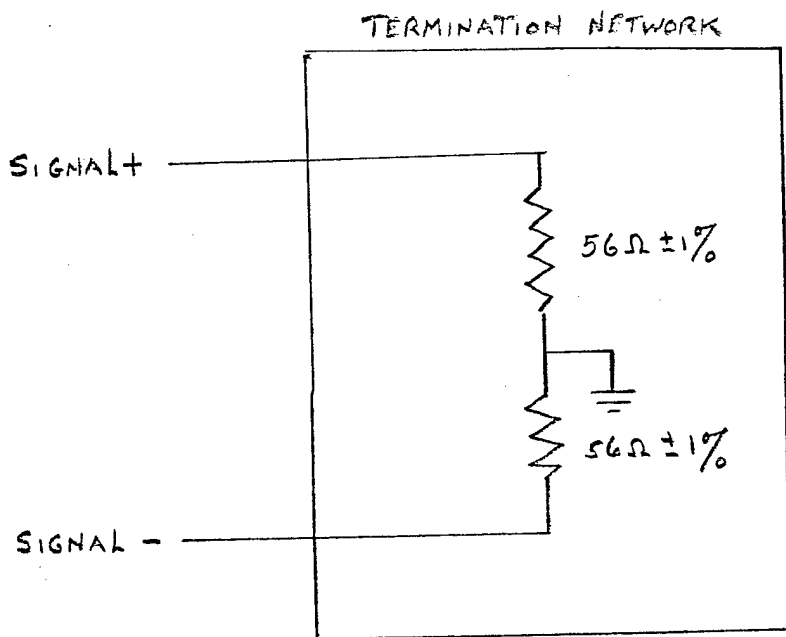 TERMINATION NETWORK
SIGNAL+
56Ω ±1%
56Ω ±1%
SIGNAL -